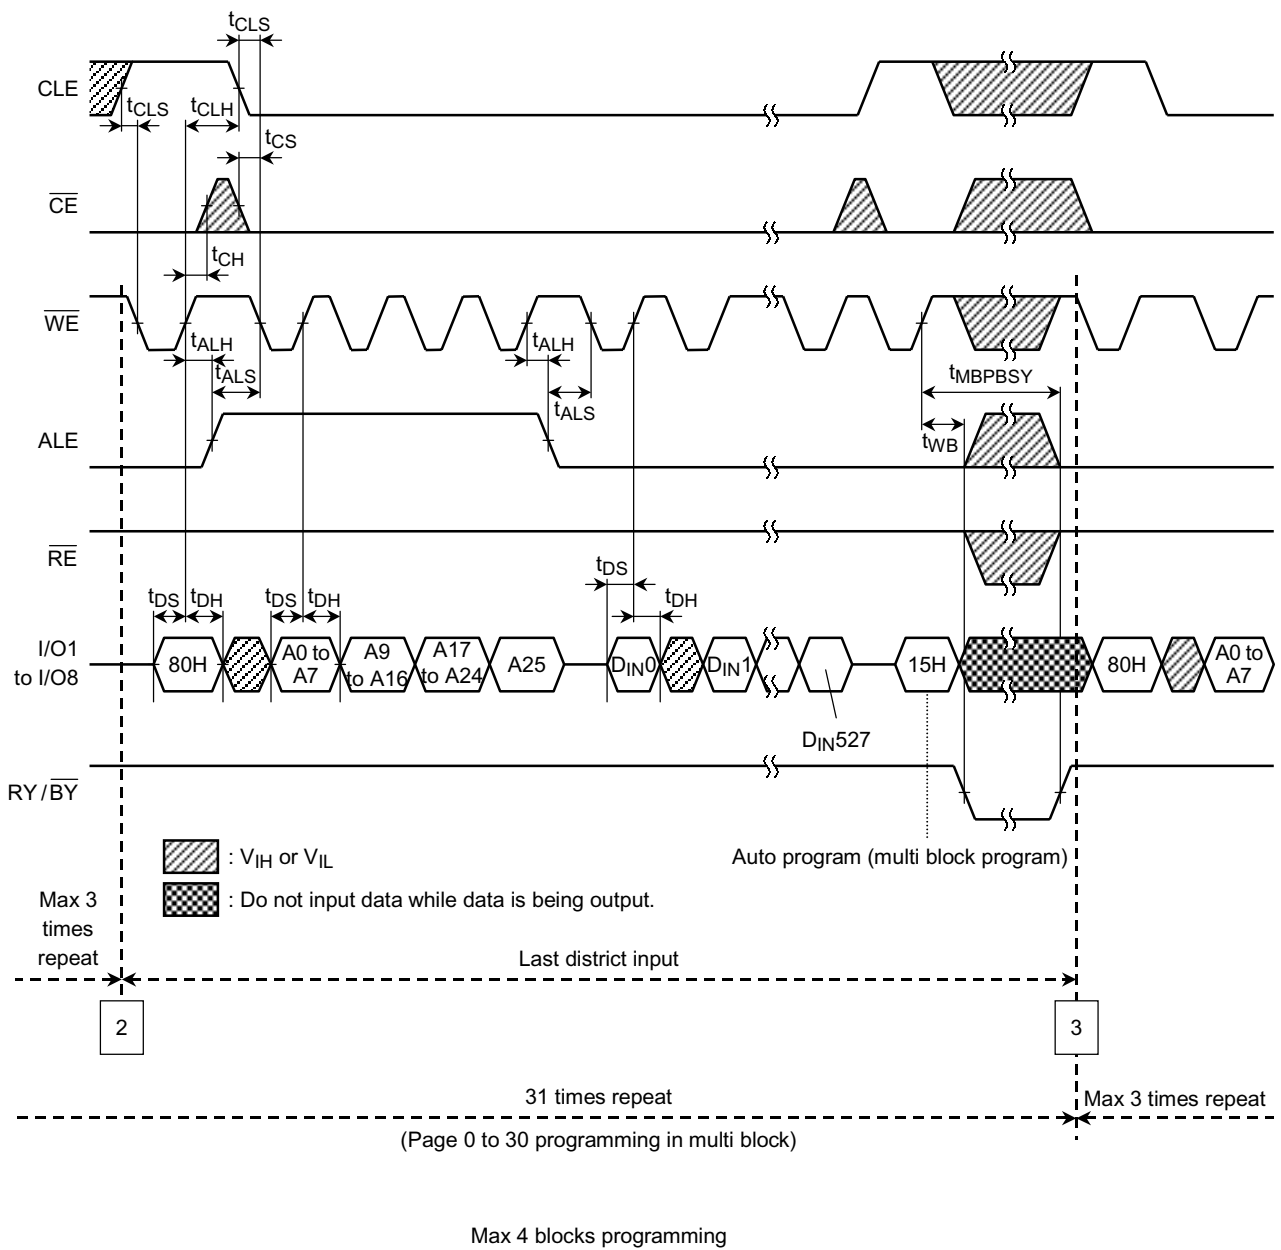 tCLS
CLE
tCLS
tCLH
tCS
CE
tCH
WE
tALH
tALH
tALS
tMBPBSY
tALS
ALE
tWB
RE
tDS
tDS
tDH
tDS
tDH
tDH
I/O1
to I/O8
80H
A0 to
A7
A9
to A16
A17
to A24
A25
DIN0
DIN1
15H
80H
A0 to
A7
DIN527
RY/BY
: VIH or VIL
Auto program (multi block program)
: Do not input data while data is being output.
Max 3
times
repeat
Last district input
2
3
31 times repeat
Max 3 times repeat
(Page 0 to 30 programming in multi block)
Max 4 blocks programming